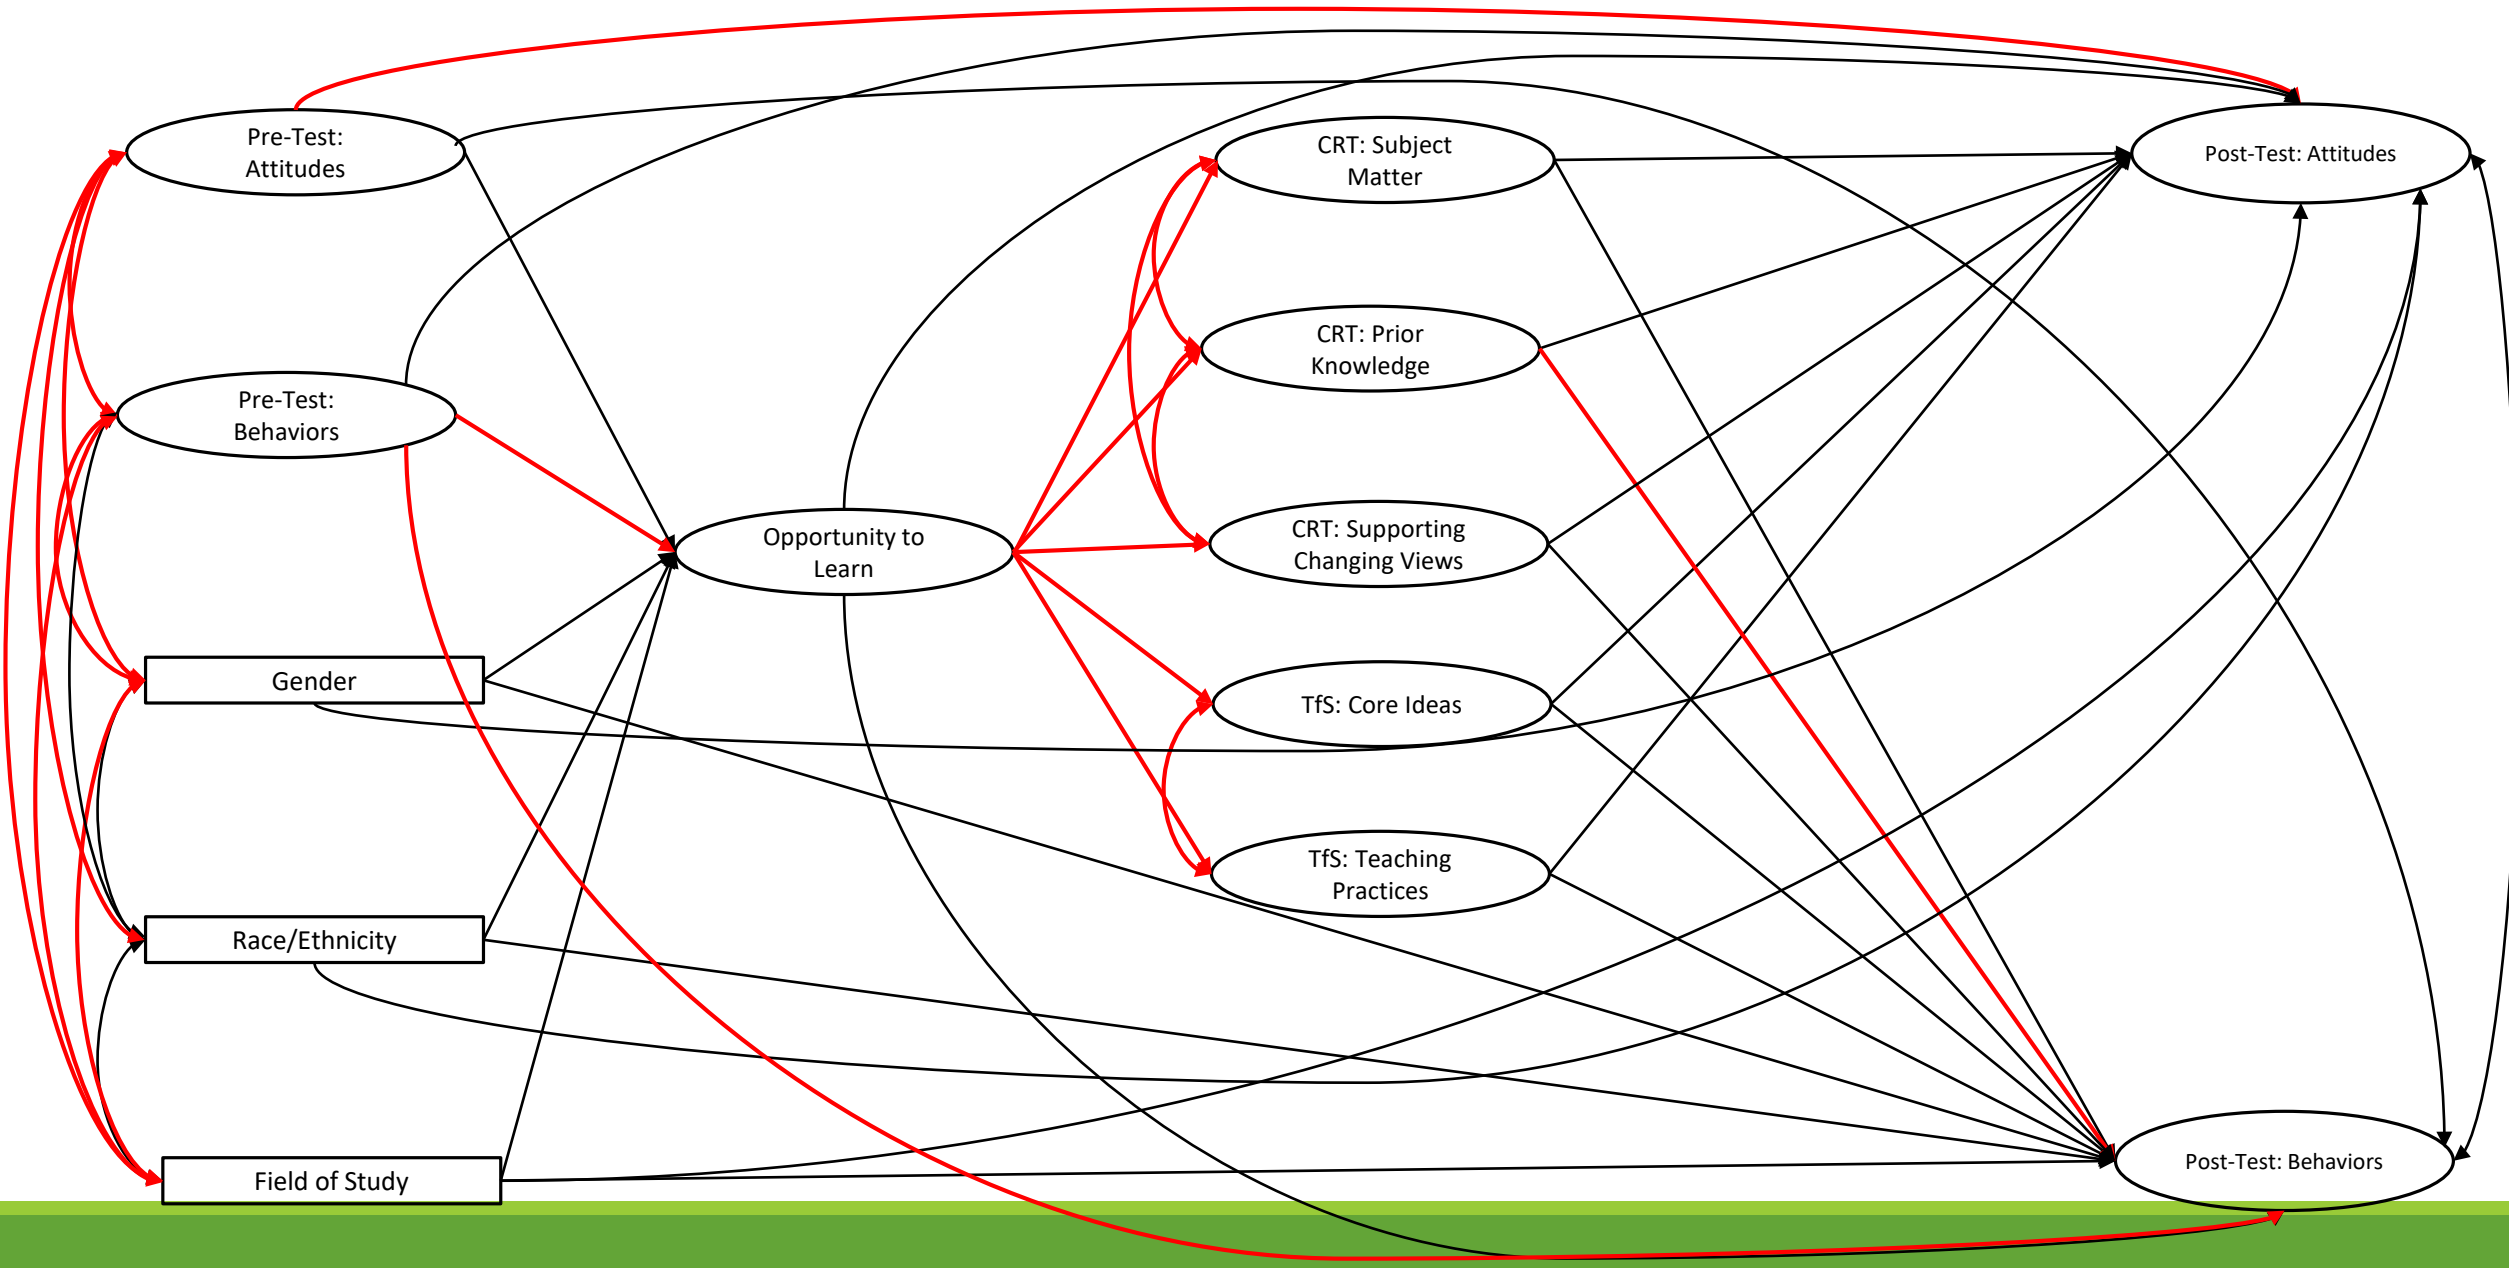 Pre-Test:
Attitudes
Pre-Test:
Behaviors
Gender
Race/Ethnicity
Field of Study
Opportunity to
Learn
CRT: Subject
Matter
CRT: Prior
Knowledge
CRT: Supporting
Changing Views
TfS: Core Ideas
TfS: Teaching
Practices
Post-Test: Attitudes
Post-Test: Behaviors